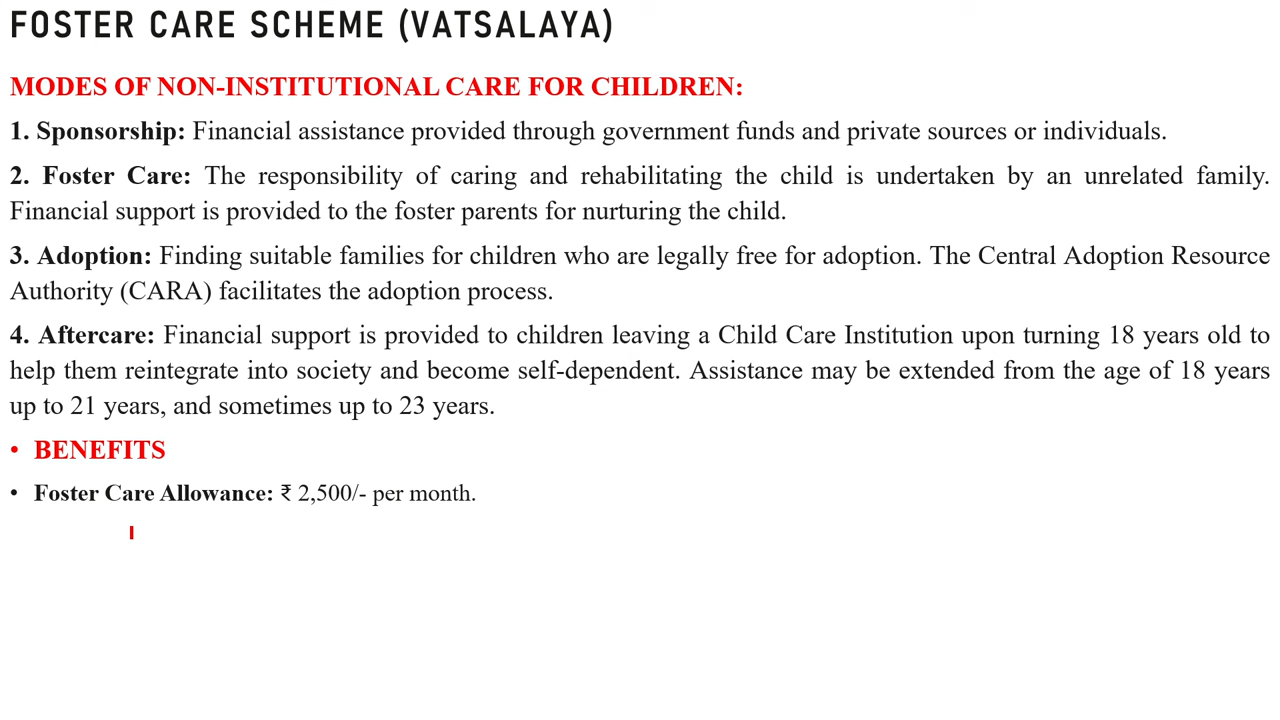 FOSTER CARE SCHEME (VATSALAYA)
MODES OF NON-INSTITUTIONAL CARE FOR CHILDREN:
1. Sponsorship: Financial assistance provided through government funds and private sources or individuals.
2. Foster Care: The responsibility of caring and rehabilitating the child is undertaken by an unrelated family.
Financial support is provided to the foster parents for nurturing the child.
3. Adoption: Finding suitable families for children who are legally free for adoption. The Central Adoption Resource
Authority (CARA) facilitates the adoption process.
4. Aftercare: Financial support is provided to children leaving a Child Care Institution upon turning 18 years old to
help them reintegrate into society and become self-dependent. Assistance may be extended from the age of 18 years
up to 21 years, and sometimes up to 23 years.
• BENEFITS
• Foster Care Allowance: ₹ 2,500/- per month.